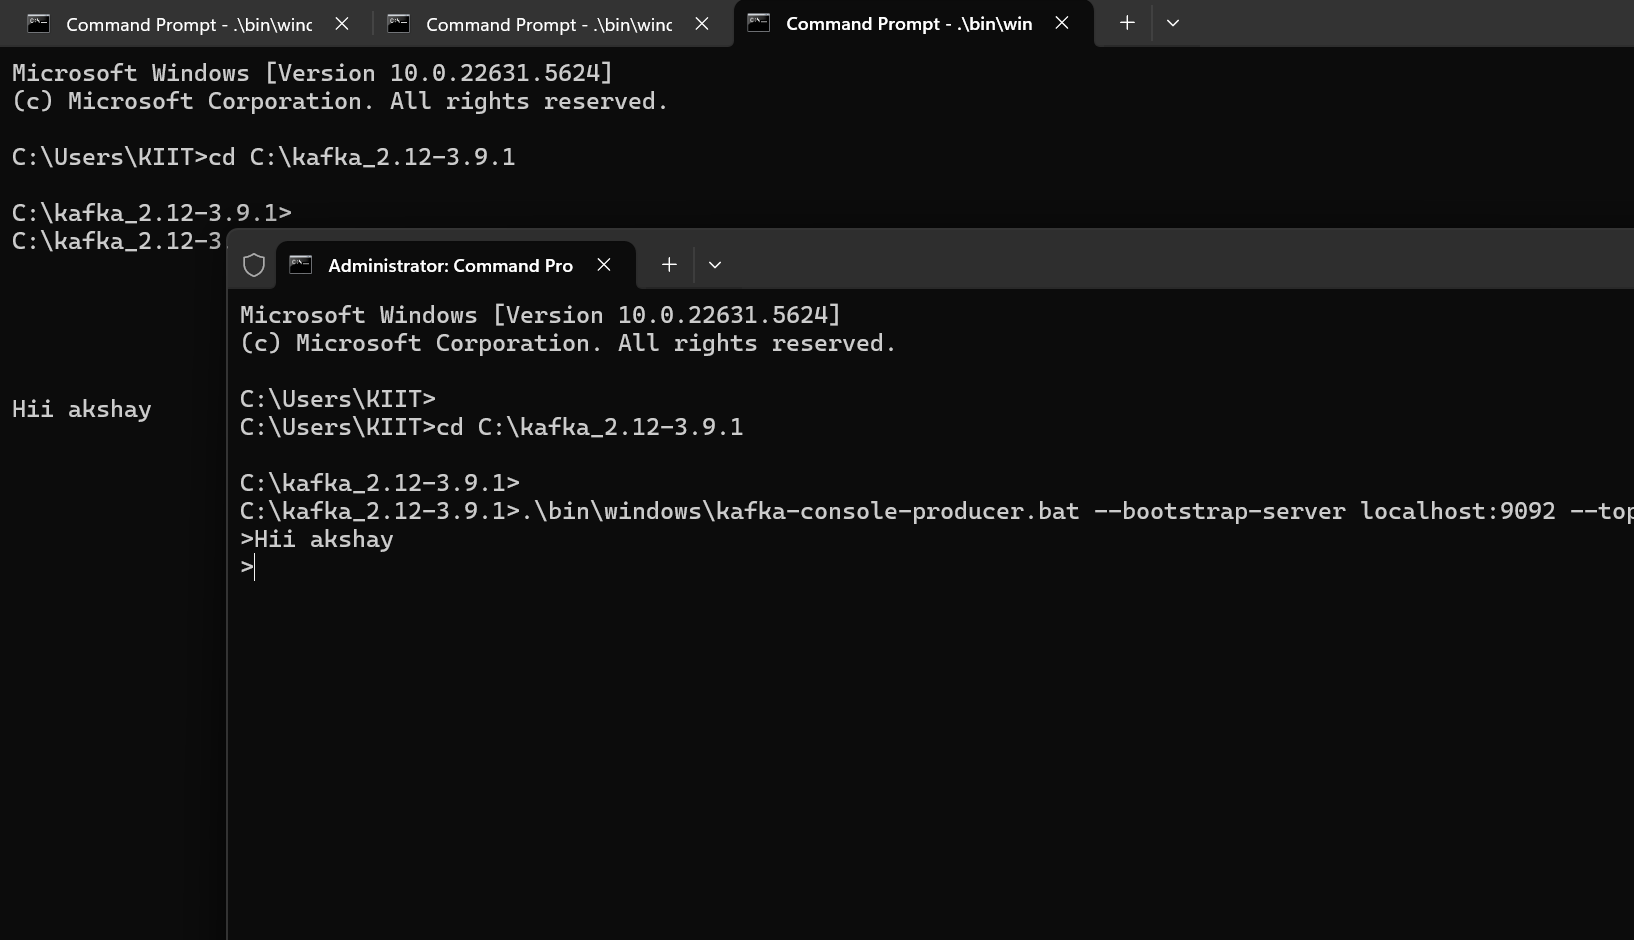 Command Prompt - .\bin\winc
Command Prompt - .\bin\winc
Command Prompt - .\bin\win
Microsoft Windows [Version 10.0.22631.5624]
(c) Microsoft Corporation. All rights reserved.
C:\Users\KIIT>cd C:\kafka_2.12-3.9.1
C:\kafka_2.12-3.9.1>
C:\kafka_2.12-3.
Hii akshay
Administrator: Command Pro
Microsoft Windows [Version 10.0.22631.5624]
(c) Microsoft Corporation. All rights reserved.
C:\Users\KIIT>
C:\Users\KIIT>cd C:\kafka_2.12-3.9.1
C:\kafka_2.12-3.9.1>
C:\kafka_2.12-3.9.1>.\bin\windows\kafka-console-producer.bat --bootstrap-server localhost:9092 --top
>Hii akshay
>